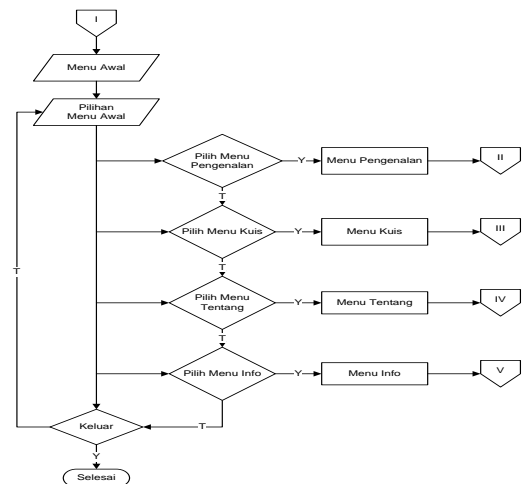 I
Menu Awal
Pilihan
Menu Awal
Pilih Menu
Pengenalan
Y
Menu Pengenalan
II
T
Pilih Menu Kuis
Y
Menu Kuis
III
T
Pilih Menu
Tentang
Y
Menu Tentang
IV
T
T
Pilih Menu Info
Y
Menu Info
V
Keluar
T
Y
Selesai